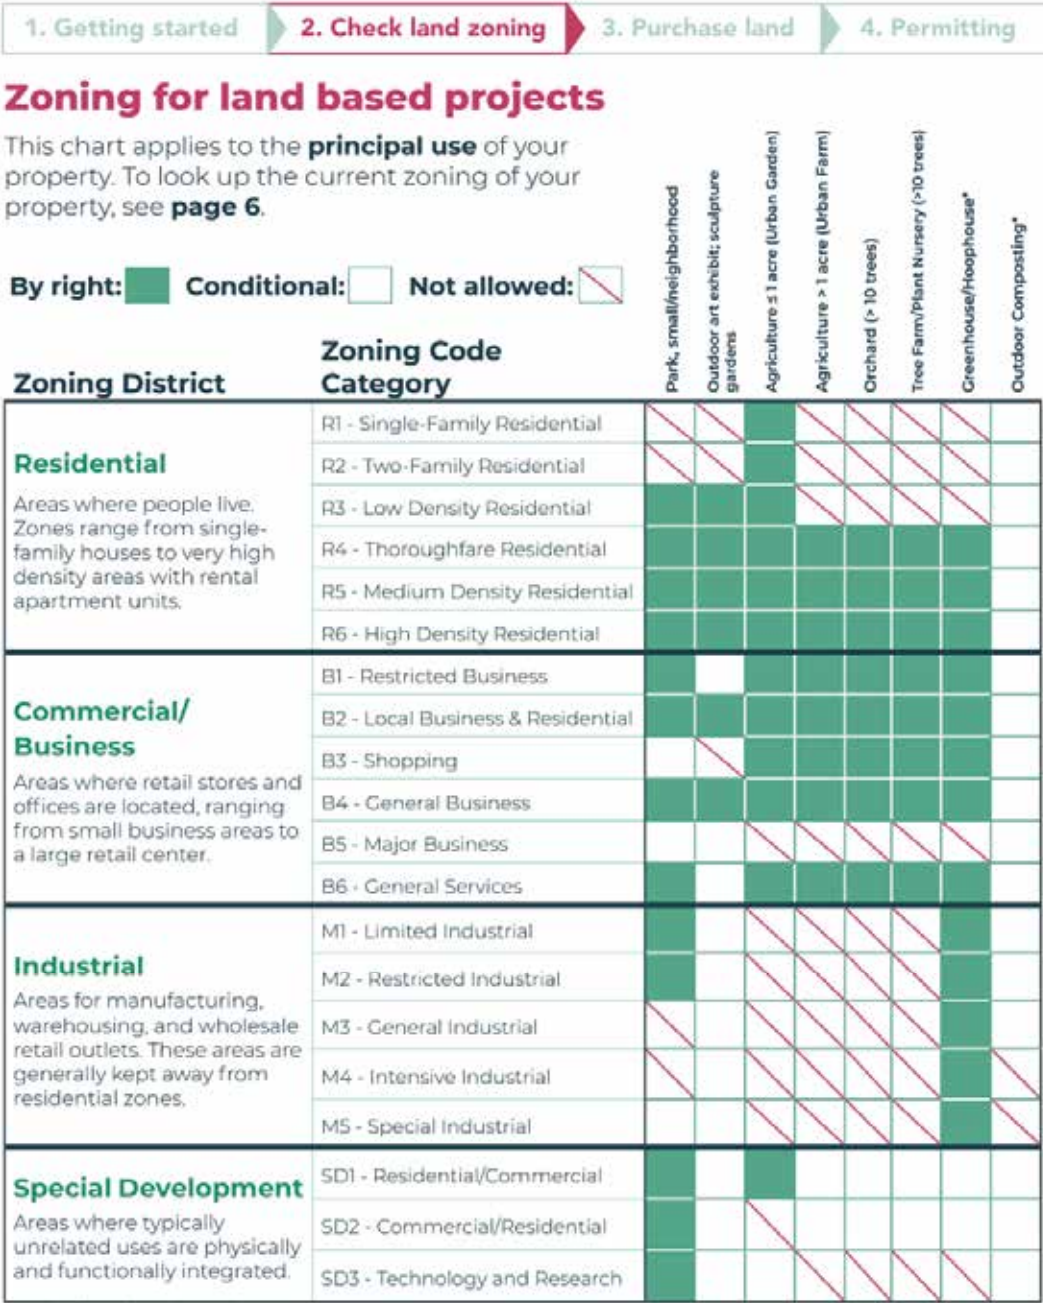 1. Getting started
2. Check land zoning
3. Purchase land
4. Permitting
Zoning for land based projects
This chart applies to the principal use of your
property. To look up the current zoning of your
property, see page 6.
By right:
Conditional:
Not allowed:
Zoning District
Zoning Code
Category
Park, small/neighborhood
Outdoor art exhibit; sculpture
gardens
Agriculture ≤ 1 acre (Urban Garden)
Agriculture > 1 acre (Urban Farm)
Orchard (> 10 trees)
Tree Farm/Plant Nursery (>10 trees)
Greenhouse/Hoophouse*
Outdoor Composting*
Residential
Areas where people live.
Zones range from single-
family houses to very high
density areas with rental
apartment units.
R1 - Single-Family Residential
R2 - Two-Family Residential
R3 - Low Density Residential
R4 - Thoroughfare Residential
R5 - Medium Density Residential
R6 - High Density Residential
Commercial/
Business
Areas where retail stores and
offices are located, ranging
from small business areas to
a large retail center.
B1 - Restricted Business
B2 - Local Business & Residential
B3 - Shopping
B4 - General Business
B5 - Major Business
B6 - General Services
Industrial
Areas for manufacturing,
warehousing, and wholesale
retail outlets. These areas are
generally kept away from
residential zones.
M1 - Limited Industrial
M2 - Restricted Industrial
M3 - General Industrial
M4 - Intensive Industrial
M5 - Special Industrial
Special Development
Areas where typically
unrelated uses are physically
and functionally integrated.
SD1 - Residential/Commercial
SD2 - Commercial/Residential
SD3 - Technology and Research